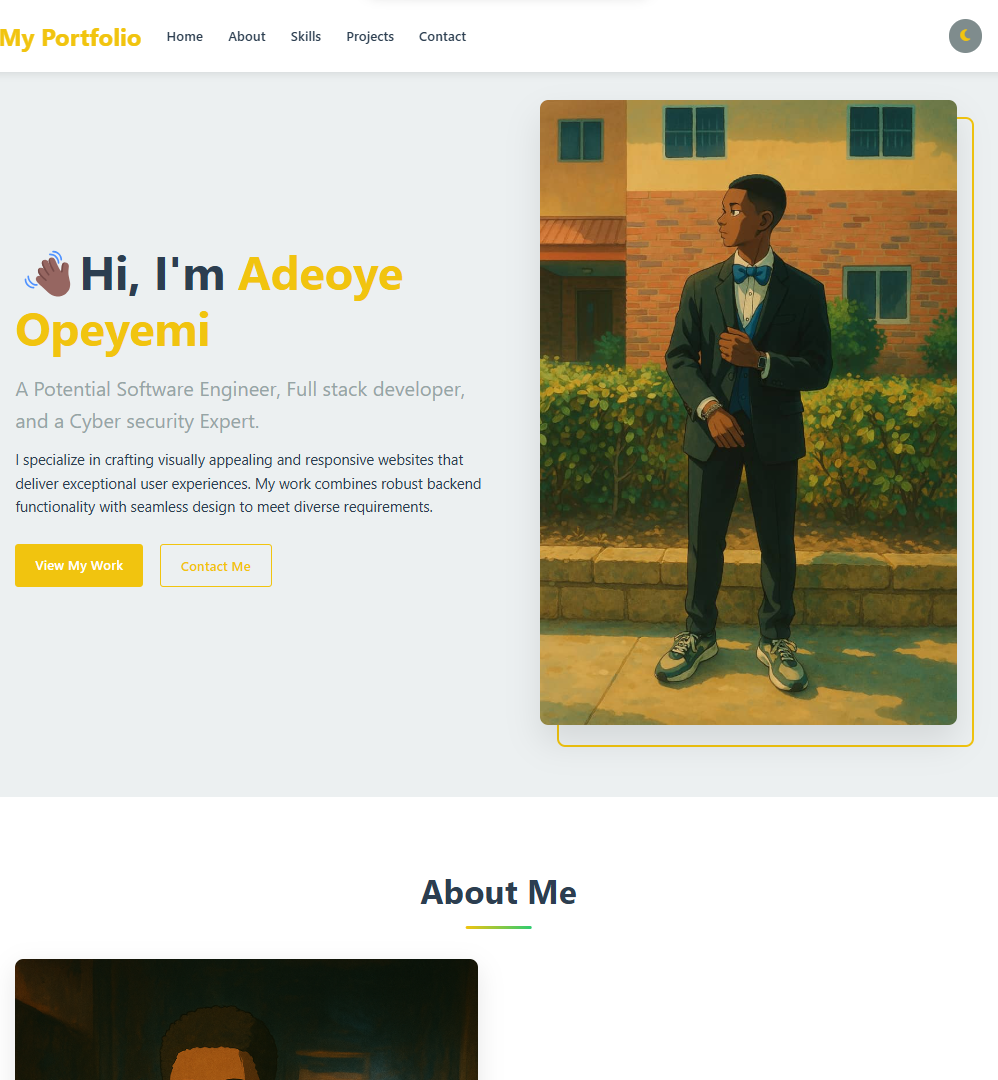 My Portfolio Home About Skills Projects Contact
👋🏾 Hi, I'm Adeoye
Opeyemi
A Potential Software Engineer, Full stack developer,
and a Cyber security Expert.
I specialize in crafting visually appealing and responsive websites that
deliver exceptional user experiences. My work combines robust backend
functionality with seamless design to meet diverse requirements.
View My Work Contact Me
About Me